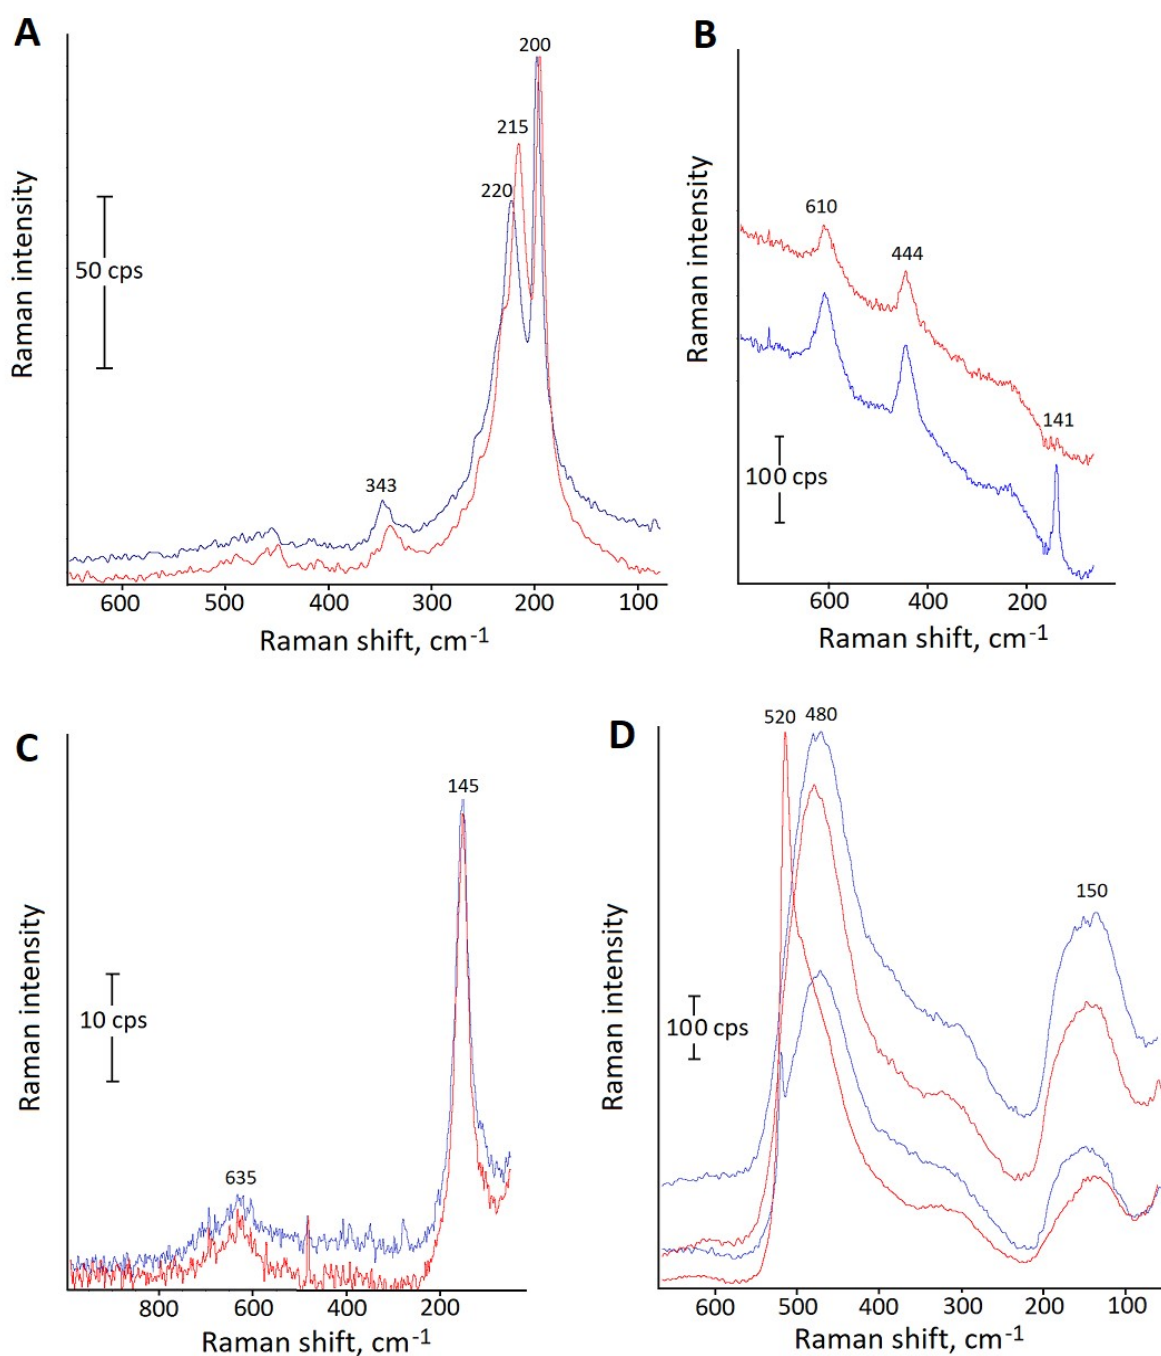 A
200
215
220
50 cps
343
Raman intensity
600 500 400 300 200 100
Raman shift, cm-1
B
610
444
141
100 cps
Raman intensity
600 400 200
Raman shift, cm-1
C
145
10 cps
635
Raman intensity
800 600 400 200
Raman shift, cm-1
D
520 480
150
100 cps
Raman intensity
600 500 400 300 200 100
Raman shift, cm-1